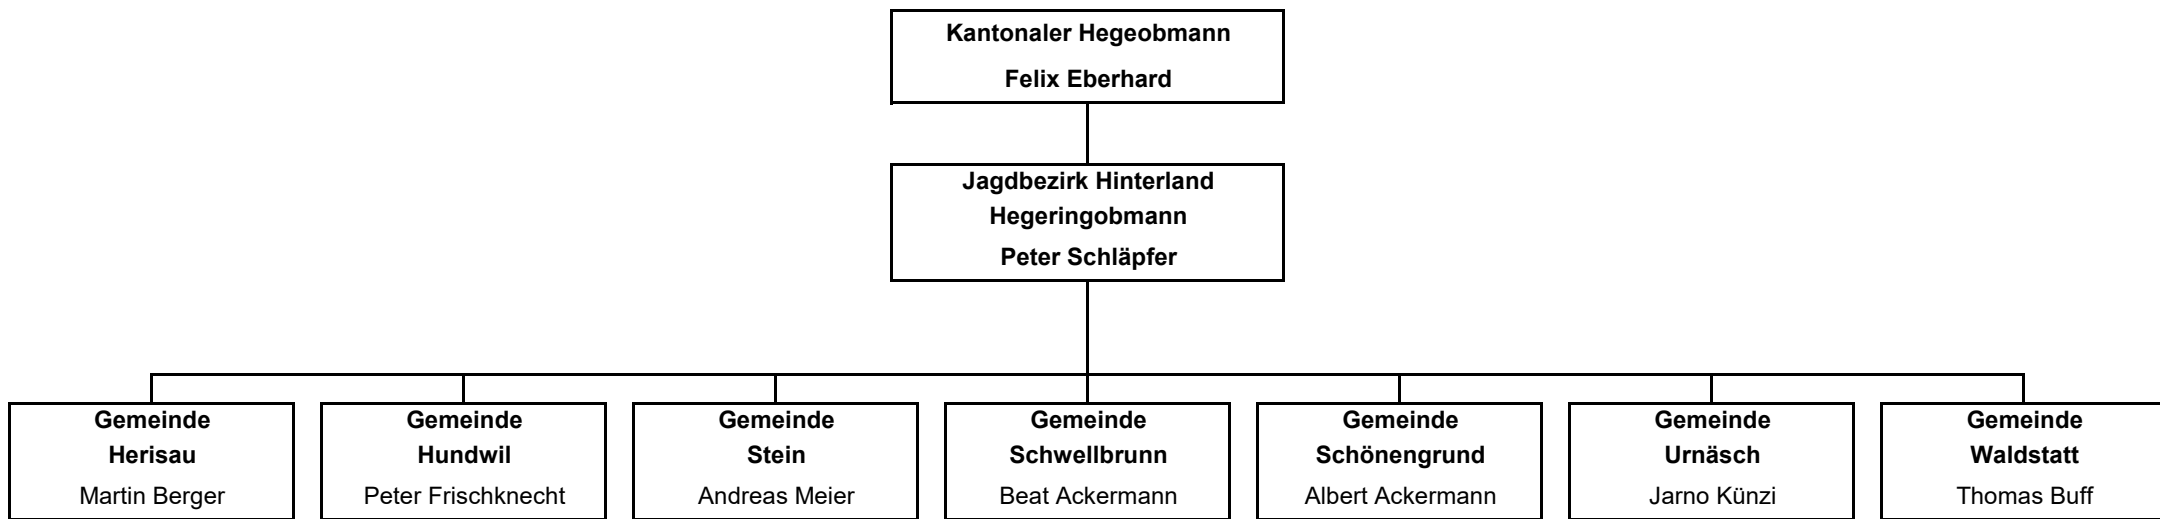 Kantonaler Hegeobmann
Felix Eberhard
Jagdbezirk Hinterland
Hegeringobmann
Peter Schläpfer
Gemeinde
Herisau
Martin Berger
Gemeinde
Hundwil
Peter Frischknecht
Gemeinde
Stein
Andreas Meier
Gemeinde
Schwellbrunn
Beat Ackermann
Gemeinde
Schönengrund
Albert Ackermann
Gemeinde
Urnäsch
Jarno Künzi
Gemeinde
Waldstatt
Thomas Buff